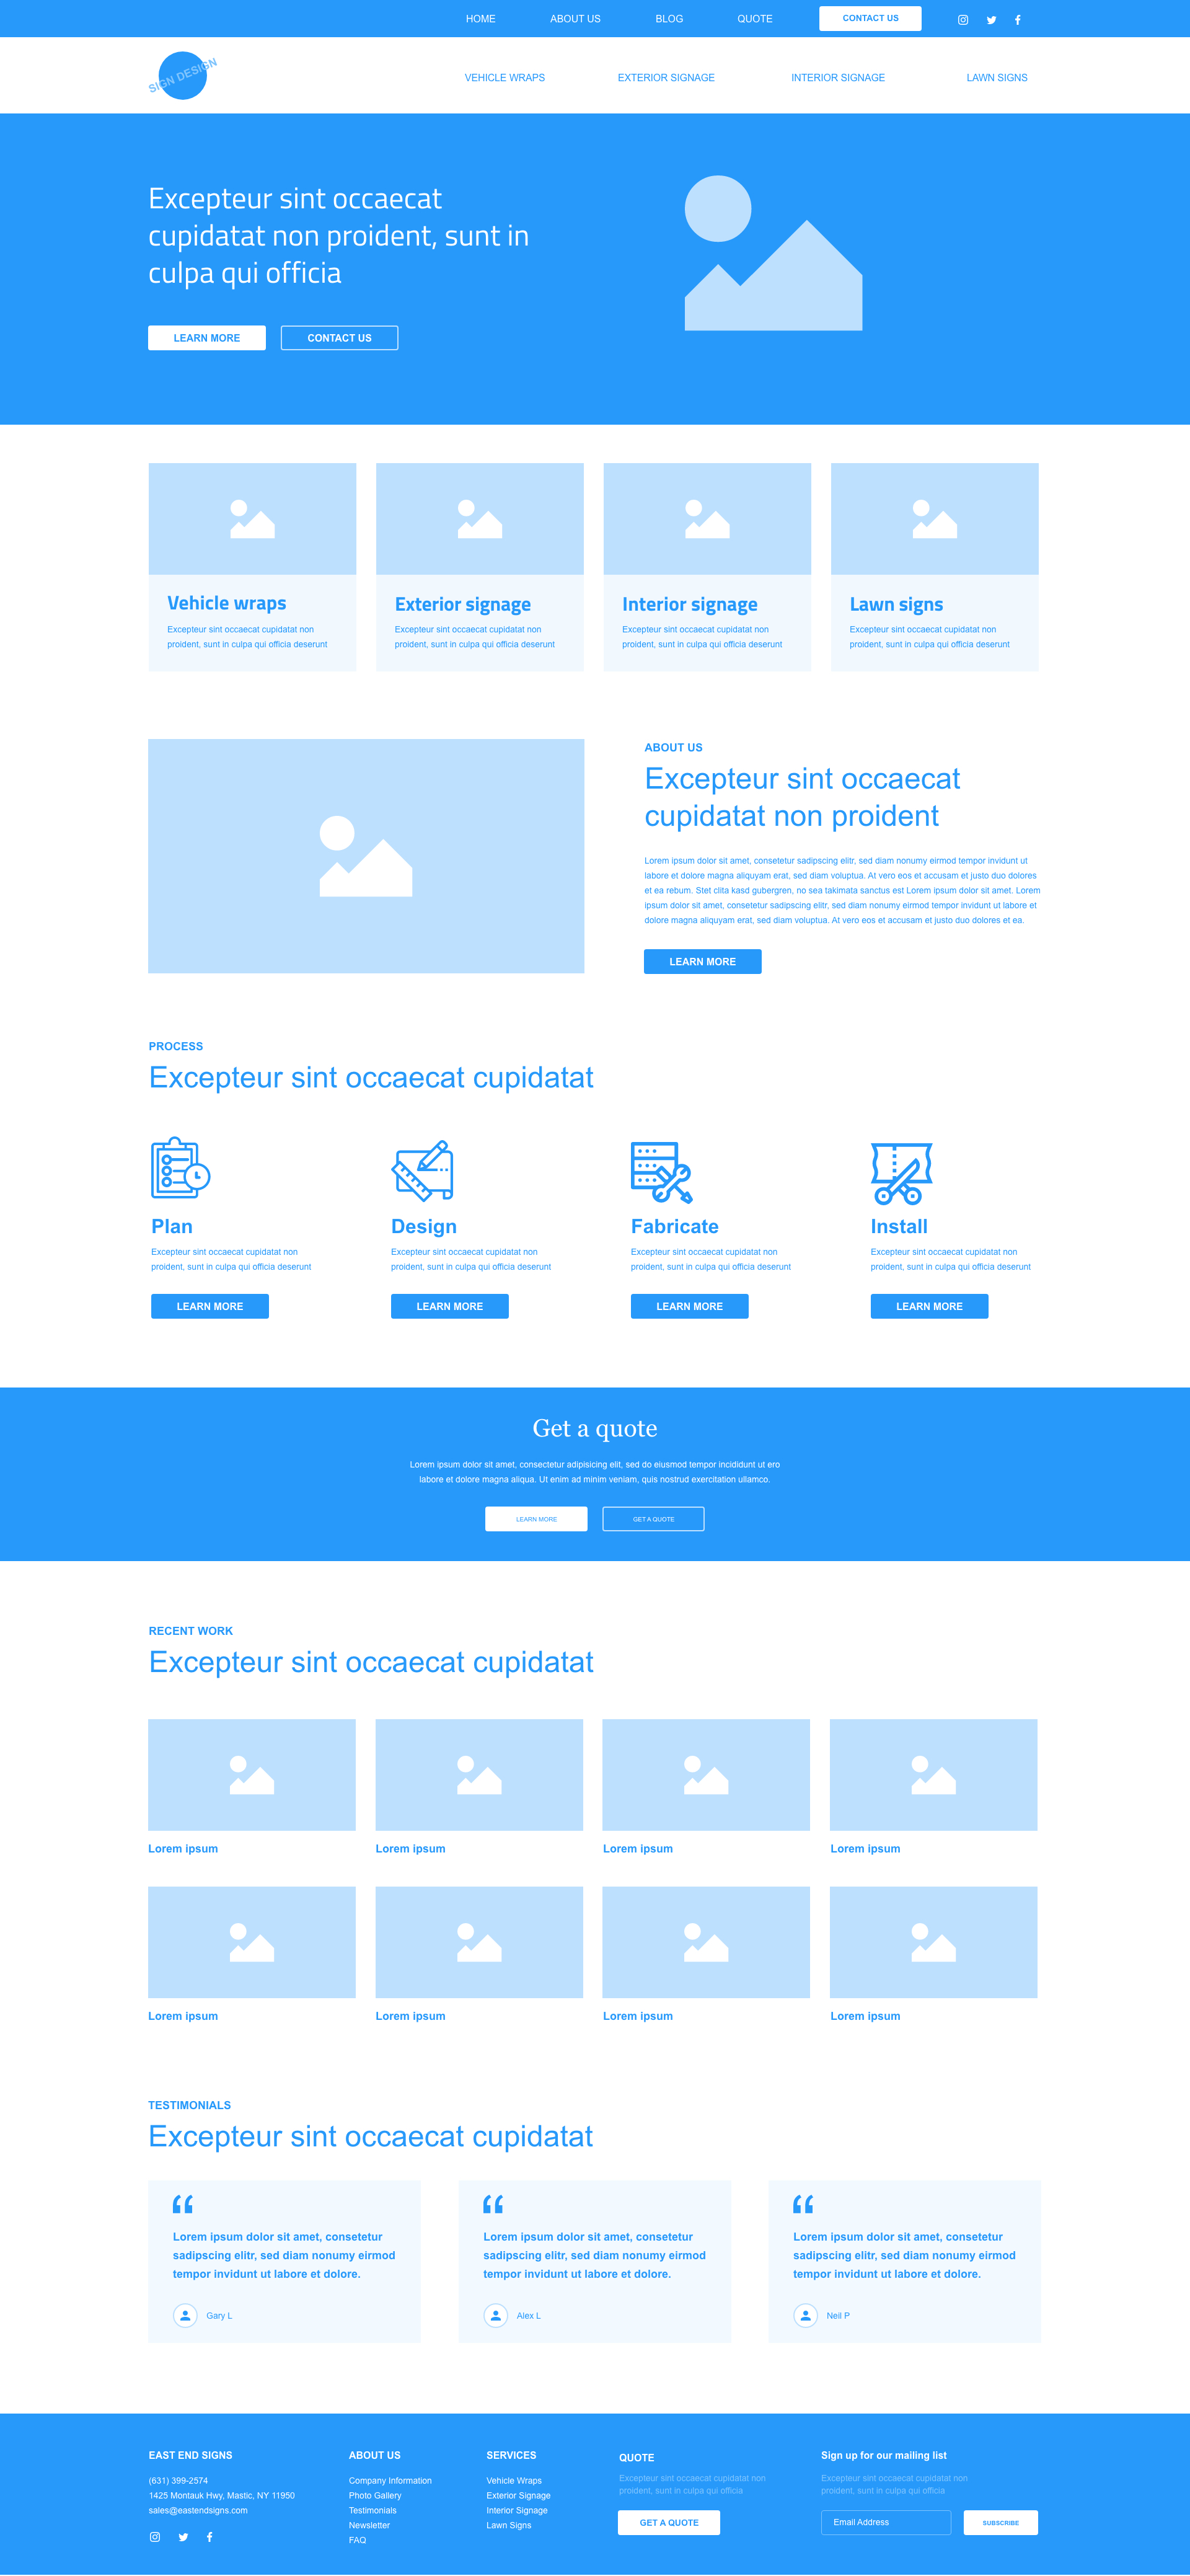 HOME ABOUT US BLOG QUOTE CONTACT US
SIGN DESIGN
VEHICLE WRAPS EXTERIOR SIGNAGE INTERIOR SIGNAGE LAWN SIGNS
Excepteur sint occaecat
cupidatat non proident, sunt in
culpa qui officia
LEARN MORE CONTACT US
Vehicle wraps
Excepteur sint occaecat cupidatat non
proident, sunt in culpa qui officia deserunt
Exterior signage
Excepteur sint occaecat cupidatat non
proident, sunt in culpa qui officia deserunt
Interior signage
Excepteur sint occaecat cupidatat non
proident, sunt in culpa qui officia deserunt
Lawn signs
Excepteur sint occaecat cupidatat non
proident, sunt in culpa qui officia deserunt
ABOUT US
Excepteur sint occaecat
cupidatat non proident
Lorem ipsum dolor sit amet, consetetur sadipscing elitr, sed diam nonumy eirmod tempor invidunt ut
labore et dolore magna aliquyam erat, sed diam voluptua. At vero eos et accusam et justo duo dolores
et ea rebum. Stet clita kasd gubergren, no sea takimata sanctus est Lorem ipsum dolor sit amet. Lorem
ipsum dolor sit amet, consetetur sadipscing elitr, sed diam nonumy eirmod tempor invidunt ut labore et
dolore magna aliquyam erat, sed diam voluptua. At vero eos et accusam et justo duo dolores et ea.
LEARN MORE
PROCESS
Excepteur sint occaecat cupidatat
Plan
Excepteur sint occaecat cupidatat non
proident, sunt in culpa qui officia deserunt
LEARN MORE
Design
Excepteur sint occaecat cupidatat non
proident, sunt in culpa qui officia deserunt
LEARN MORE
Fabricate
Excepteur sint occaecat cupidatat non
proident, sunt in culpa qui officia deserunt
LEARN MORE
Install
Excepteur sint occaecat cupidatat non
proident, sunt in culpa qui officia deserunt
LEARN MORE
Get a quote
Lorem ipsum dolor sit amet, consectetur adipisicing elit, sed do eiusmod tempor incididunt ut ero
labore et dolore magna aliqua. Ut enim ad minim veniam, quis nostrud exercitation ullamco.
LEARN MORE GET A QUOTE
RECENT WORK
Excepteur sint occaecat cupidatat
Lorem ipsum Lorem ipsum Lorem ipsum Lorem ipsum
Lorem ipsum Lorem ipsum Lorem ipsum Lorem ipsum
TESTIMONIALS
Excepteur sint occaecat cupidatat
“
Lorem ipsum dolor sit amet, consetetur
sadipscing elitr, sed diam nonumy eirmod
tempor invidunt ut labore et dolore.
Gary L
“
Lorem ipsum dolor sit amet, consetetur
sadipscing elitr, sed diam nonumy eirmod
tempor invidunt ut labore et dolore.
Alex L
“
Lorem ipsum dolor sit amet, consetetur
sadipscing elitr, sed diam nonumy eirmod
tempor invidunt ut labore et dolore.
Neil P
EAST END SIGNS
(631) 399-2574
1425 Montauk Hwy, Mastic, NY 11950
sales@eastendsigns.com
ABOUT US
Company Information
Photo Gallery
Testimonials
Newsletter
FAQ
SERVICES
Vehicle Wraps
Exterior Signage
Interior Signage
Lawn Signs
QUOTE
Excepteur sint occaecat cupidatat non
proident, sunt in culpa qui officia
GET A QUOTE
Sign up for our mailing list
Excepteur sint occaecat cupidatat non
proident, sunt in culpa qui officia
Email Address SUBSCRIBE